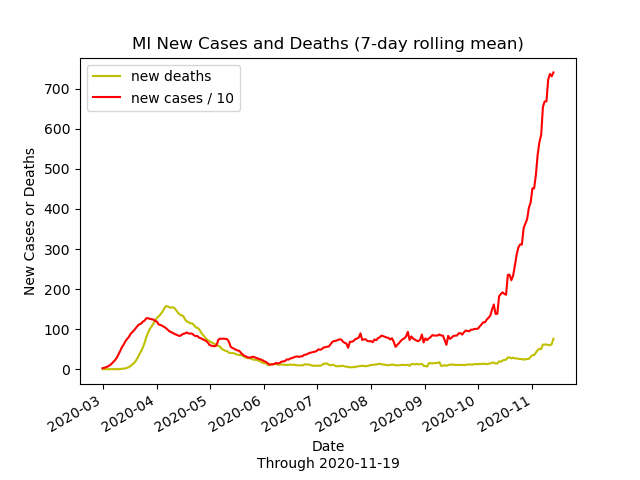 MI New Cases and Deaths (7-day rolling mean)
new deaths
new cases / 10
New Cases or Deaths
700
600
500
400
300
200
100
0
2020-03
2020-04
2020-05
2020-06
2020-07
2020-08
2020-09
2020-10
2020-11
Date
Through 2020-11-19